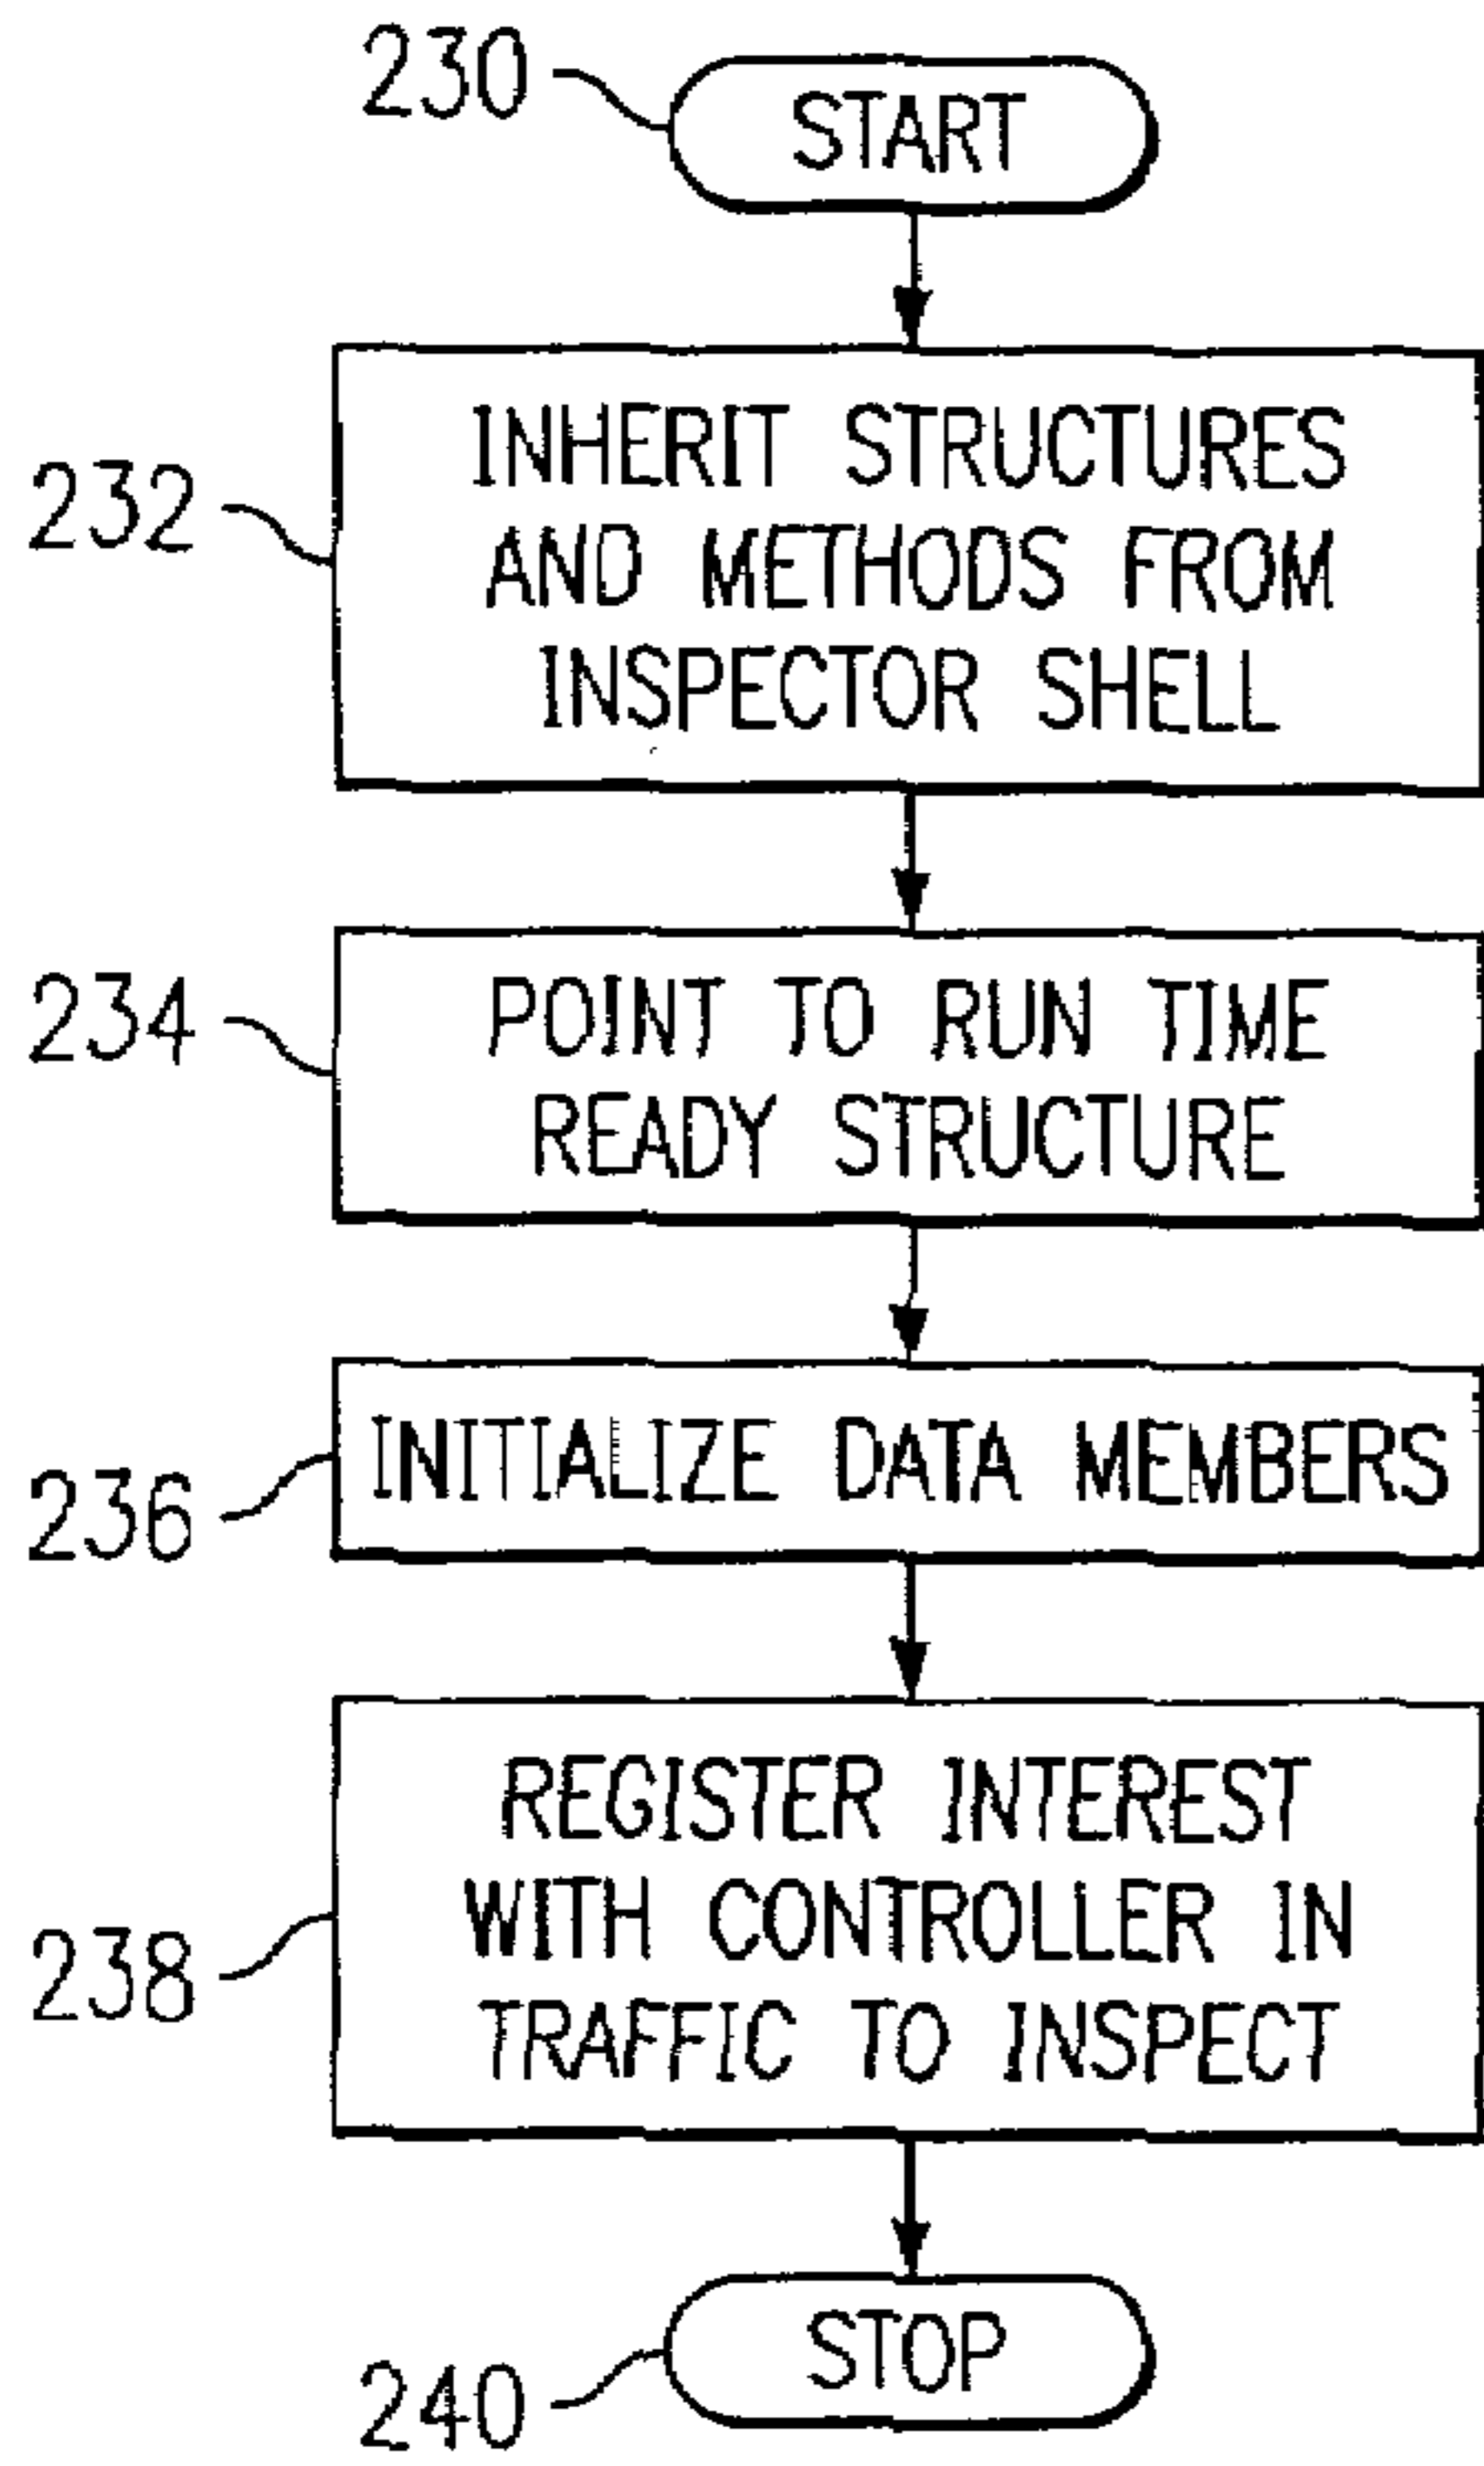 230
START
232
INHERIT STRUCTURES
AND METHODS FROM
INSPECTOR SHELL
234
POINT TO RUN TIME
READY STRUCTURE
236
INITIALIZE DATA MEMBERS
238
REGISTER INTEREST
WITH CONTROLLER IN
TRAFFIC TO INSPECT
240
STOP